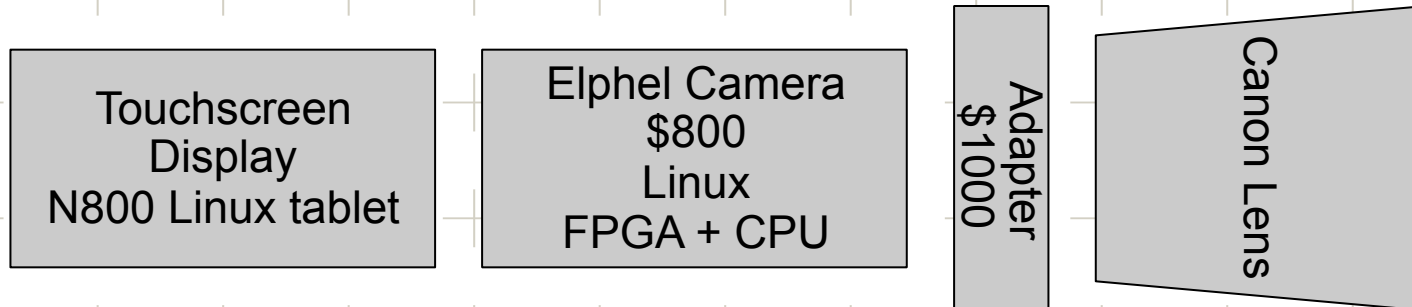 Touchscreen
Display
N800 Linux tablet
Elphel Camera
$800
Linux
FPGA + CPU
Adapter
$1000
Canon Lens